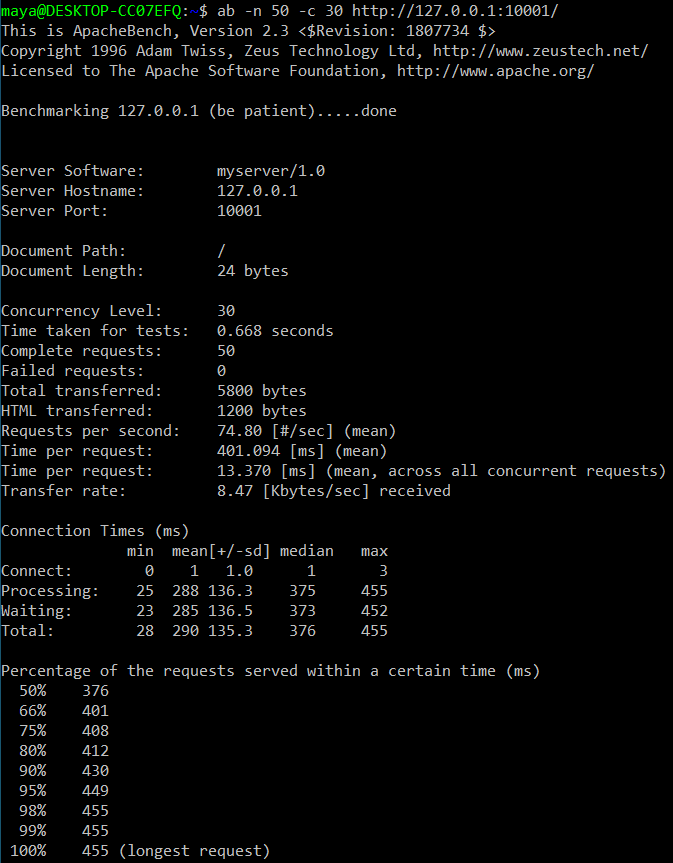 maya@DESKTOP-CC07EFQ:~$ ab -n 50 -c 30 http://127.0.0.1:10001/
This is ApacheBench, Version 2.3 <$Revision: 1807734 $>
Copyright 1996 Adam Twiss, Zeus Technology Ltd, http://www.zeustech.net/
Licensed to The Apache Software Foundation, http://www.apache.org/

Benchmarking 127.0.0.1 (be patient).....done


Server Software:        myserver/1.0
Server Hostname:        127.0.0.1
Server Port:            10001

Document Path:          /
Document Length:        24 bytes

Concurrency Level:      30
Time taken for tests:   0.668 seconds
Complete requests:      50
Failed requests:        0
Total transferred:      5800 bytes
HTML transferred:       1200 bytes
Requests per second:    74.80 [#/sec] (mean)
Time per request:       401.094 [ms] (mean)
Time per request:       13.370 [ms] (mean, across all concurrent requests)
Transfer rate:          8.47 [Kbytes/sec] received

Connection Times (ms)
              min  mean[+/-sd] median   max
Connect:        0    1   1.0      1       3
Processing:    25  288 136.3    375     455
Waiting:       23  285 136.5    373     452
Total:         28  290 135.3    376     455

Percentage of the requests served within a certain time (ms)
  50%    376
  66%    401
  75%    408
  80%    412
  90%    430
  95%    449
  98%    455
  99%    455
 100%    455 (longest request)